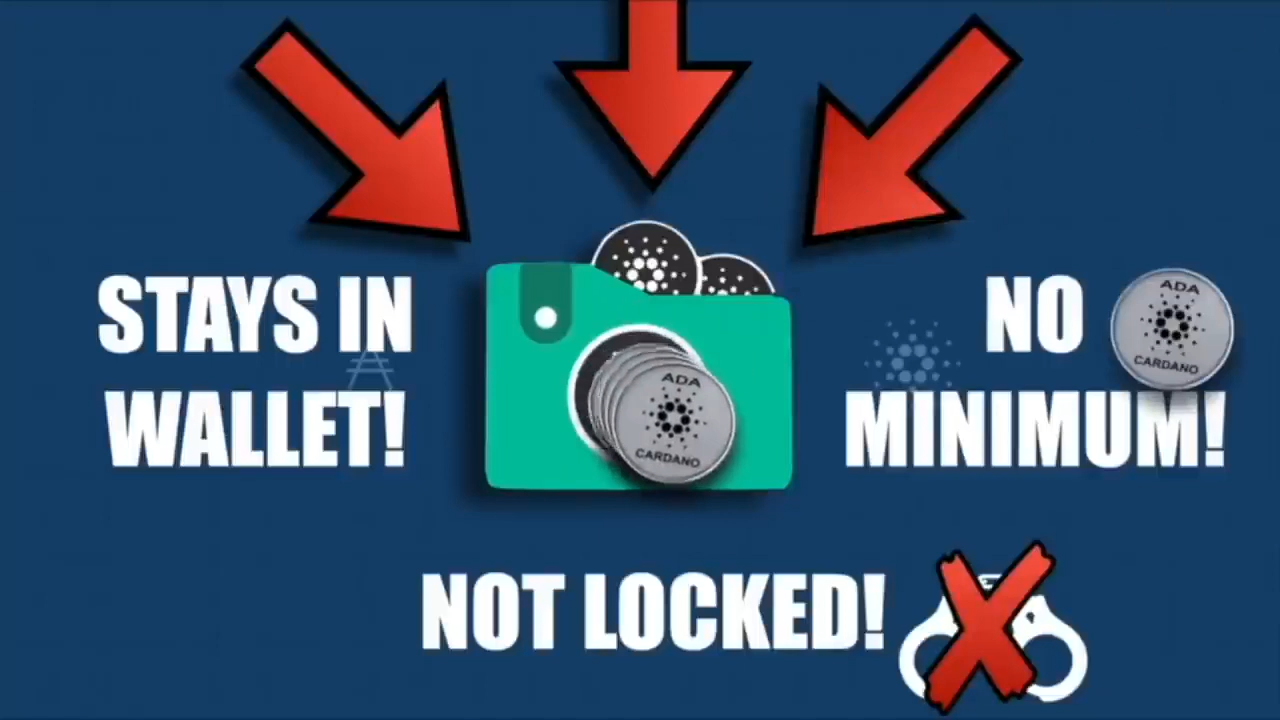 STAYS IN
WALLET!
ADA
CARDANO
NO
MINIMUM!
ADA
CARDANO
NOT LOCKED!